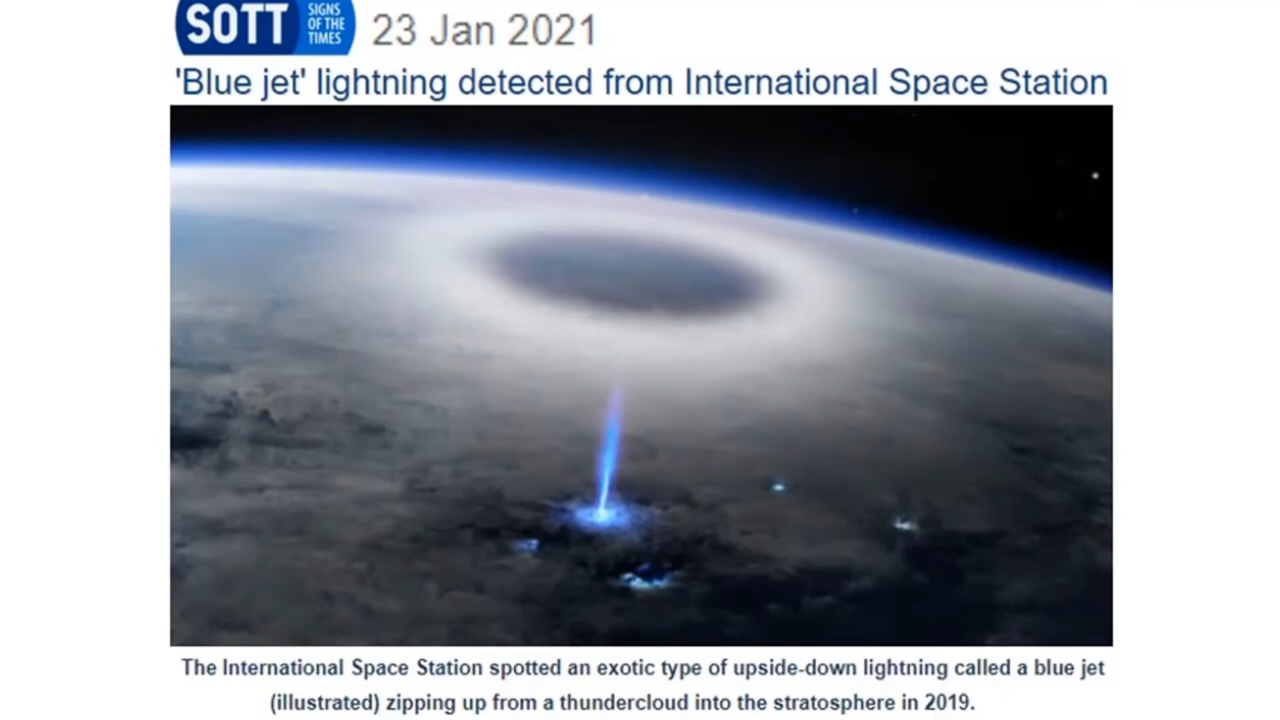 SOTT
SIGNS
OF THE
TIMES
23 Jan 2021
'Blue jet' lightning detected from International Space Station
The International Space Station spotted an exotic type of upside-down lightning called a blue jet
(illustrated) zipping up from a thundercloud into the stratosphere in 2019.